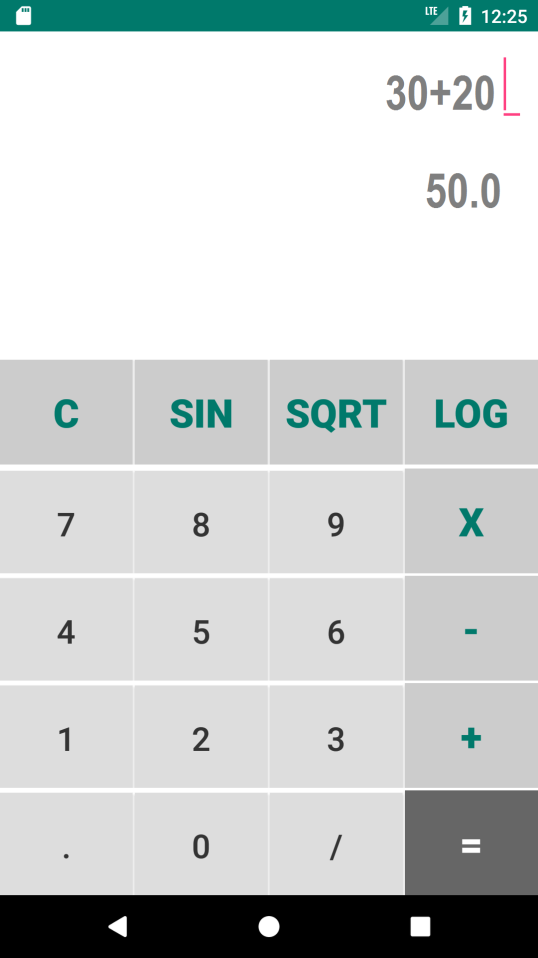 LTE 12:25
30+20
50.0
C SIN SQRT LOG
7 8 9 X
4 5 6 -
1 2 3 +
. 0 / =